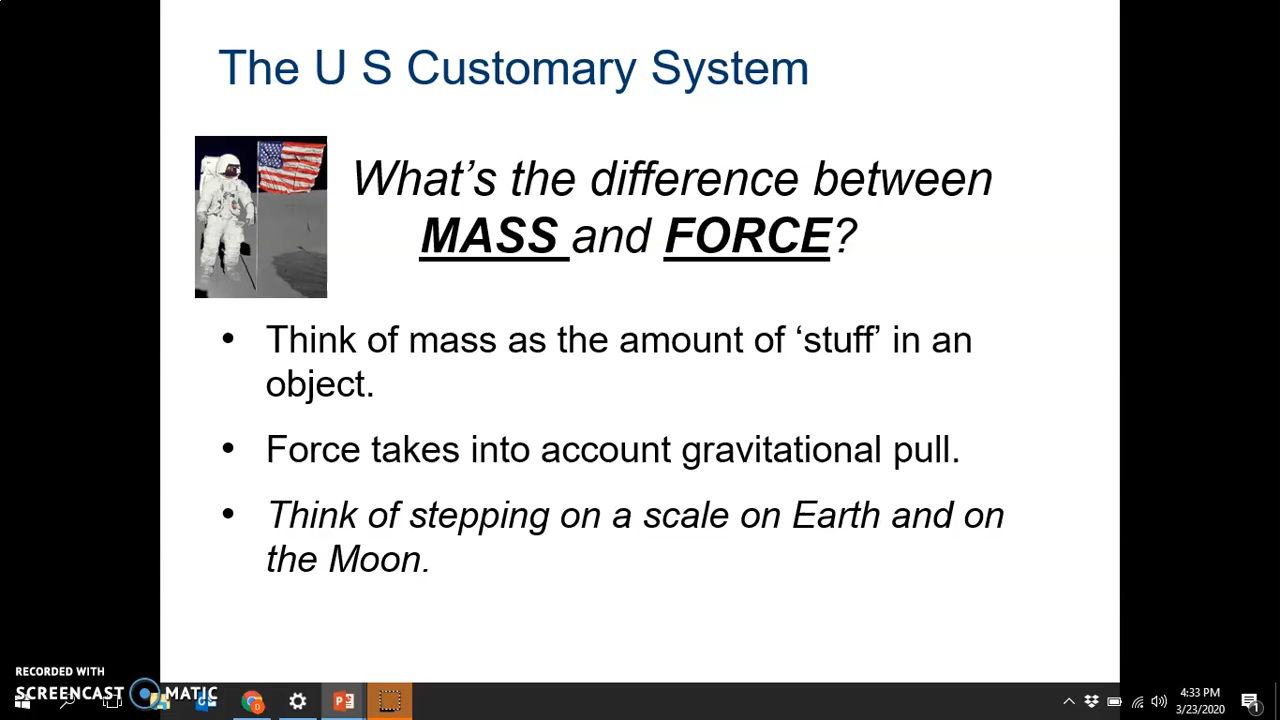 The U S Customary System
What’s the difference between
MASS and FORCE?
• Think of mass as the amount of ‘stuff’ in an
object.
• Force takes into account gravitational pull.
• Think of stepping on a scale on Earth and on
the Moon.
RECORDED WITH
SCREENCAST MATIC
4:33 PM
3/23/2020
1